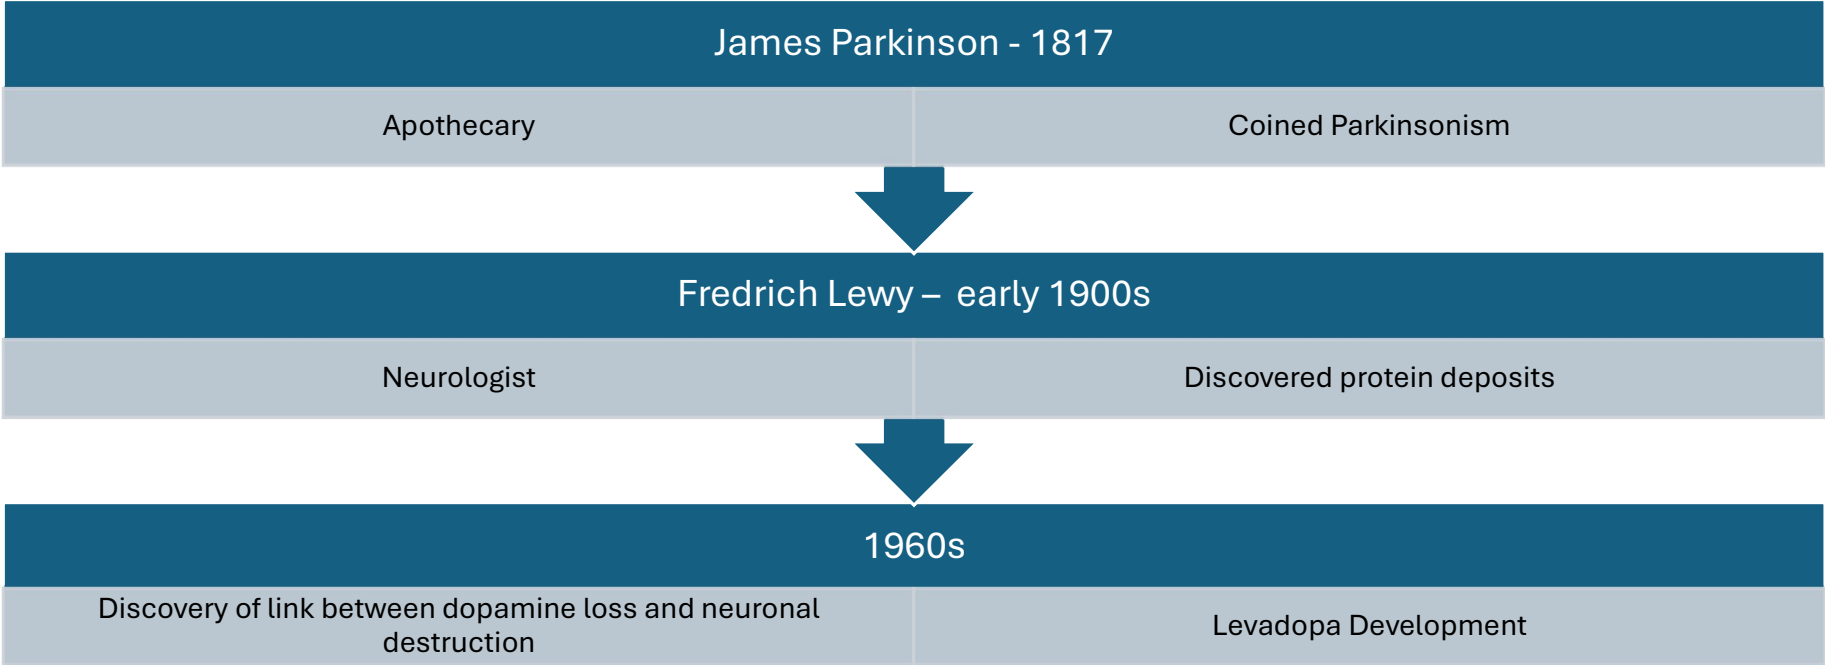 James Parkinson - 1817
Apothecary
Coined Parkinsonism
Fredrich Lewy – early 1900s
Neurologist
Discovered protein deposits
1960s
Discovery of link between dopamine loss and neuronal
destruction
Levadopa Development